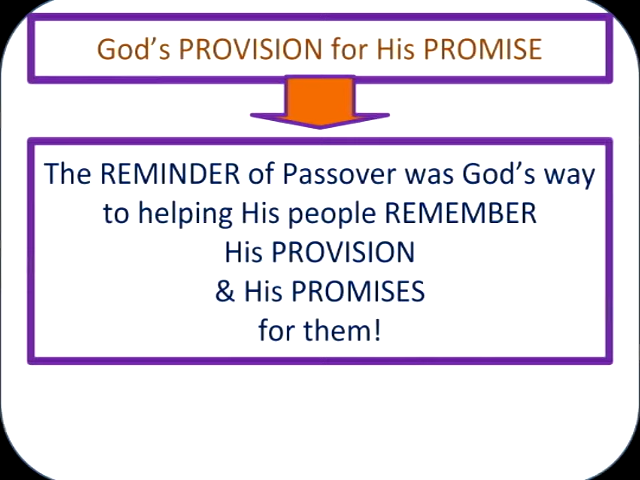 God’s PROVISION for His PROMISE
The REMINDER of Passover was God’s way
to helping His people REMEMBER
His PROVISION
& His PROMISES
for them!